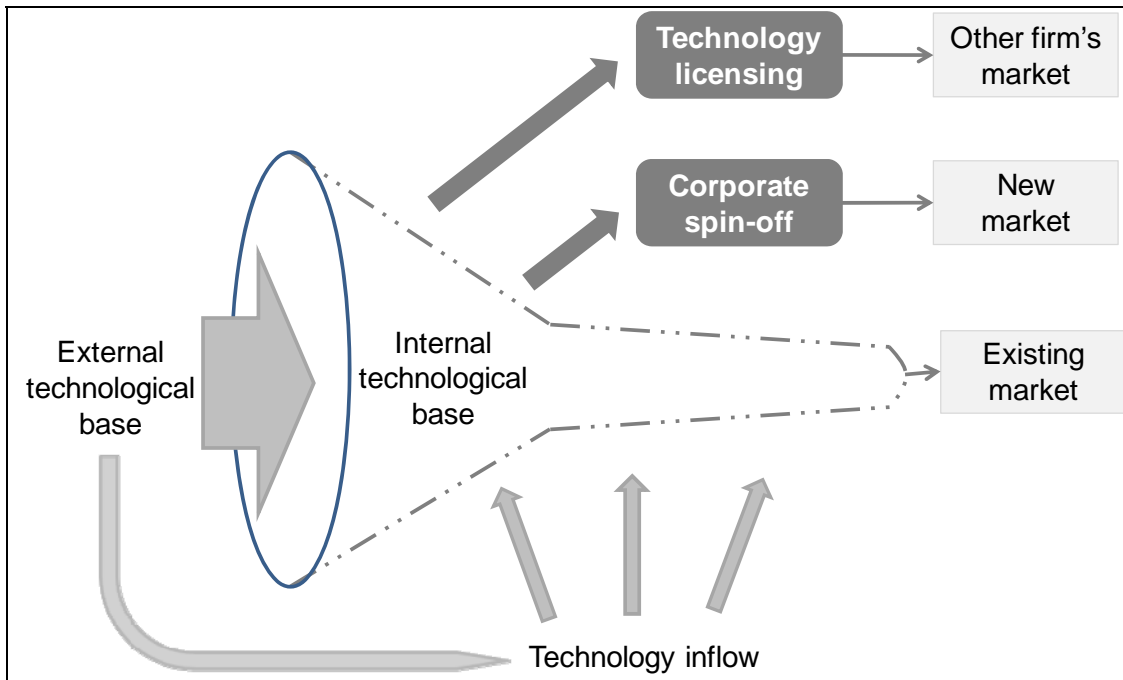 Technology
licensing
Other firm's
market
Corporate
spin-off
New
market
External
technological
base
Internal
technological
base
Existing
market
Technology inflow